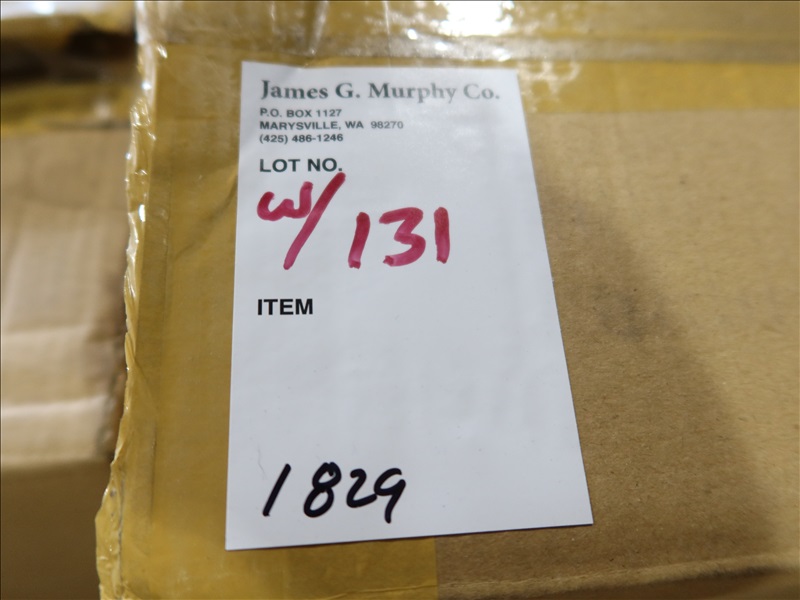 James G. Murphy Co.
P.O. BOX 1127
MARYSVILLE, WA 98270
(425) 486-1246
LOT NO.
w/ 131
ITEM
1829